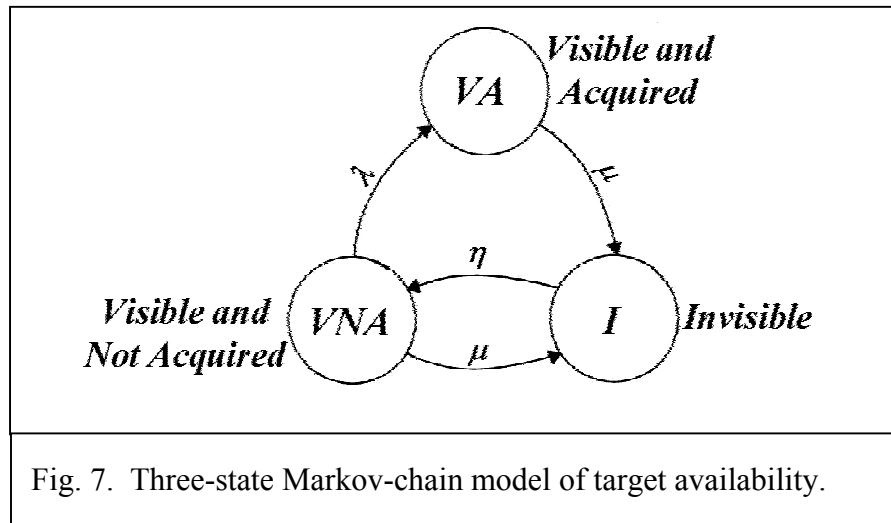 VA
Visible and
Acquired
λ
μ
η
Visible and
Not Acquired
VNA
I
Invisible
μ
Fig. 7. Three-state Markov-chain model of target availability.